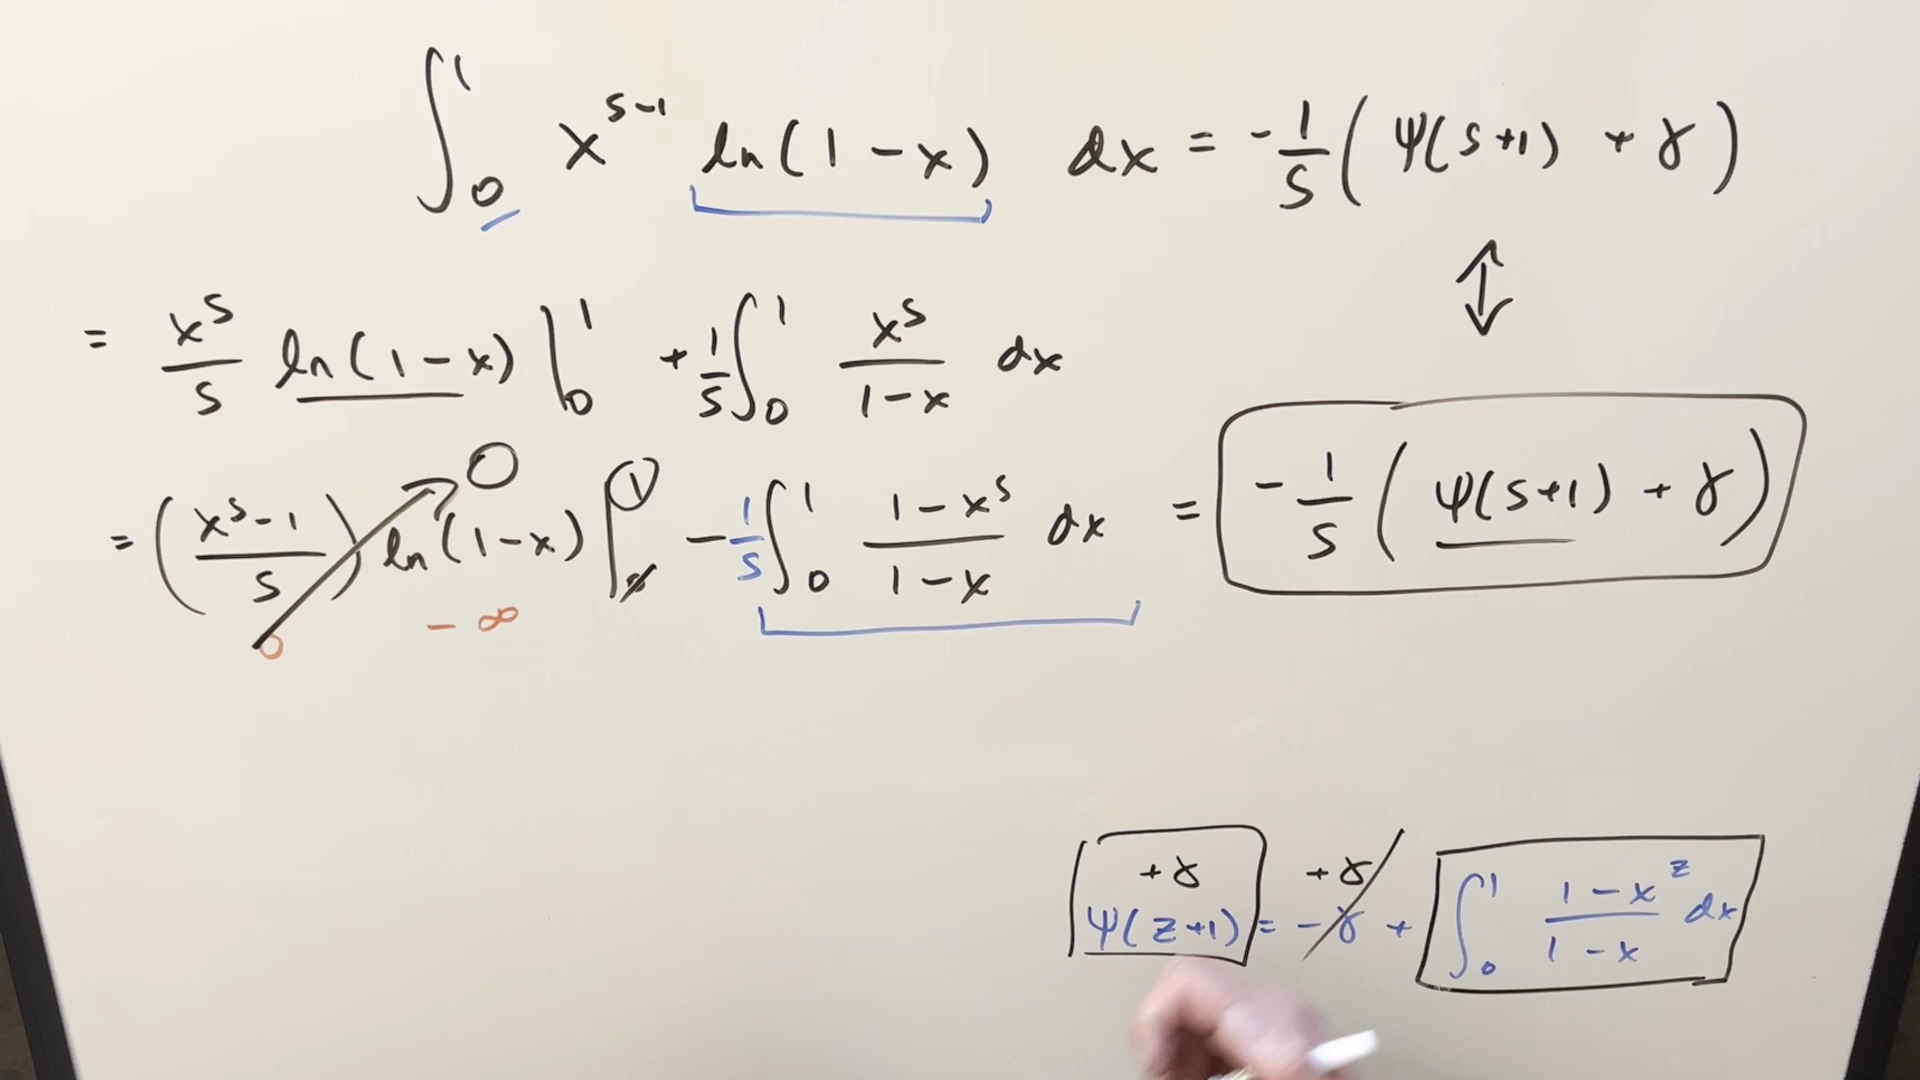 ∫₀¹ x^(s-1) ln(1-x) dx = -1/s (ψ(s+1) + γ)
↕
= x^s/s ln(1-x) |₀¹ + 1/s ∫₀¹ x^s/(1-x) dx
= ((x^s-1)/s) ln(1-x) |₀¹ - 1/s ∫₀¹ (1-x^s)/(1-x) dx = -1/s (ψ(s+1) + γ)
0
0 -∞
+γ +γ
ψ(z+1) = -γ + ∫₀¹ (1-x^z)/(1-x) dx